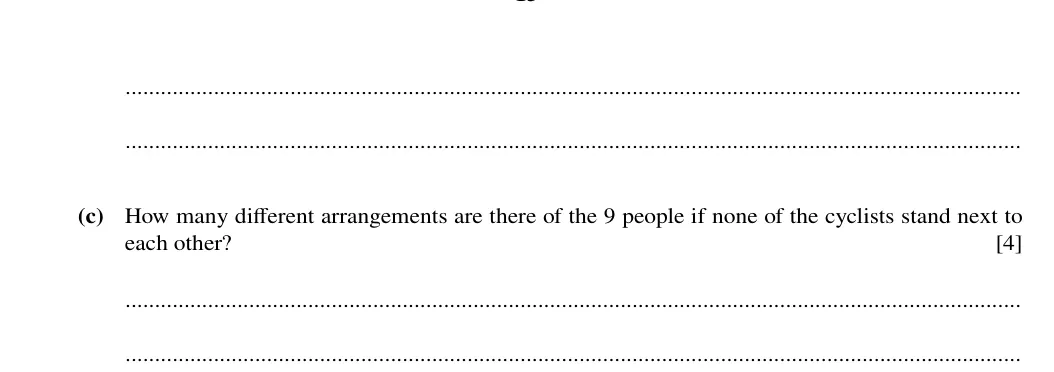 (c) How many different arrangements are there of the 9 people if none of the cyclists stand next to
each other? [4]